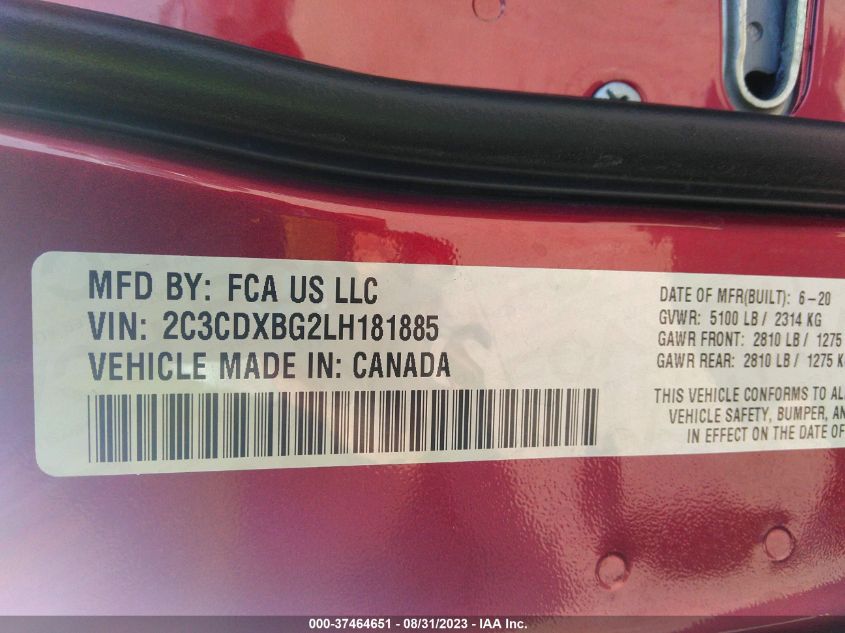 MFD BY: FCA US LLC
VIN: 2C3CDXBG2LH181885
VEHICLE MADE IN: CANADA
DATE OF MFR(BUILT): 6-20
GVWR: 5100 LB / 2314 KG
GAWR FRONT: 2810 LB / 1275
GAWR REAR: 2810 LB / 1275 K
THIS VEHICLE CONFORMS TO AL
VEHICLE SAFETY, BUMPER, AN
IN EFFECT ON THE DATE OF
000-37464651 - 08/31/2023 - IAA Inc.